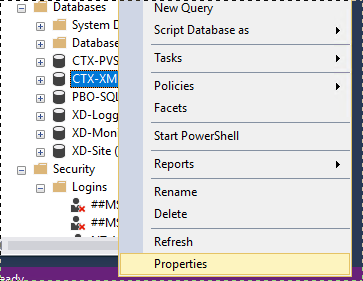 Databases
System D
Database
CTX-PVS
CTX-XM
PBO-SQL
XD-Logg
XD-Mon
XD-Site (
Security
Logins
##MS
##MS
New Query
Script Database as
Tasks
Policies
Facets
Start PowerShell
Reports
Rename
Delete
Refresh
Properties